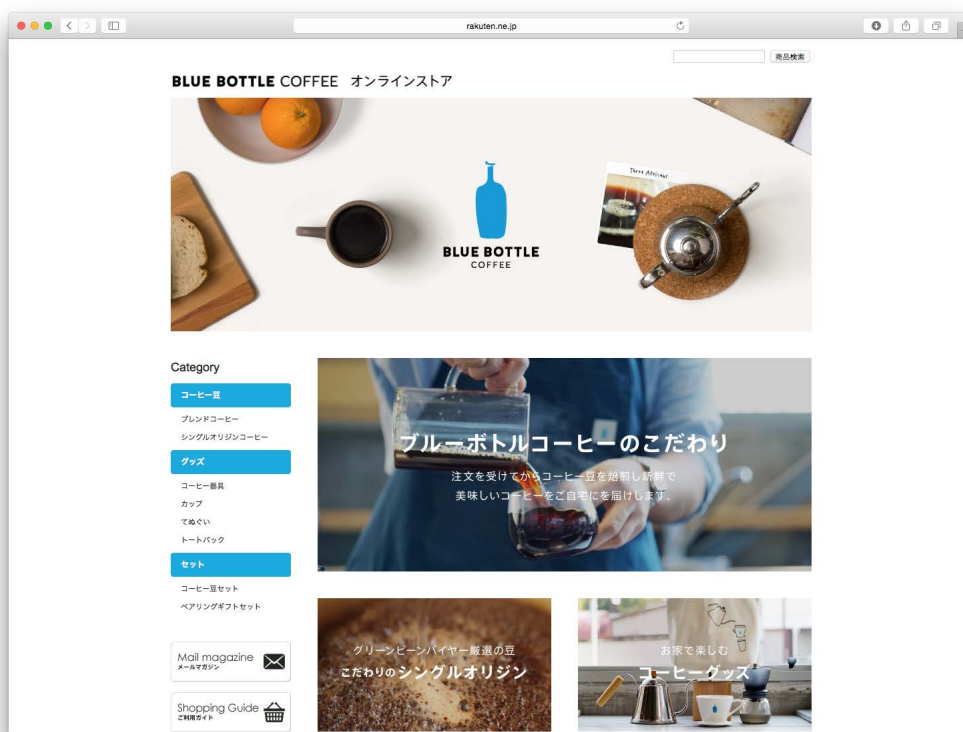 rakuten.ne.jp
商品検索
BLUE BOTTLE COFFEE オンラインストア
Three Africans
BLUE BOTTLE
COFFEE
Category
コーヒー豆
ブレンドコーヒー
シングルオリジンコーヒー
グッズ
コーヒー器具
カップ
てぬぐい
トートバック
セット
コーヒー豆セット
ペアリングギフトセット
Mail magazine
メールマガジン
Shopping Guide
ご利用ガイド
ブルーボトルコーヒーのこだわり
注文を受けてからコーヒー豆を焙煎し新鮮で
美味しいコーヒーをご自宅にを届けします。
グリーンビーンバイヤー厳選の豆
こだわりのシングルオリジン
お家で楽しむ
コーヒーグッズ